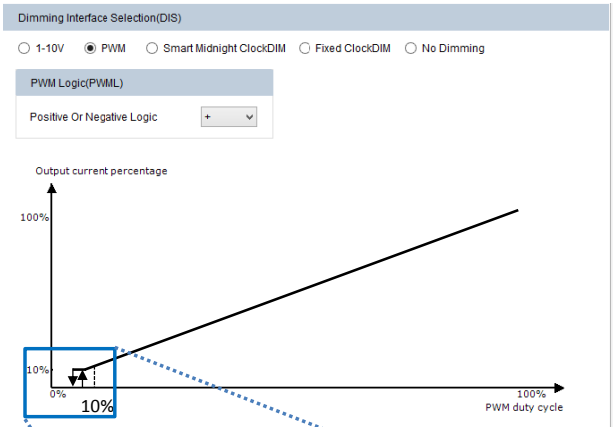 Dimming Interface Selection(DIS)
1-10V PWM Smart Midnight ClockDIM Fixed ClockDIM No Dimming
PWM Logic(PWML)
Positive Or Negative Logic +
Output current percentage
100%
10%
0% 100%
10%
PWM duty cycle